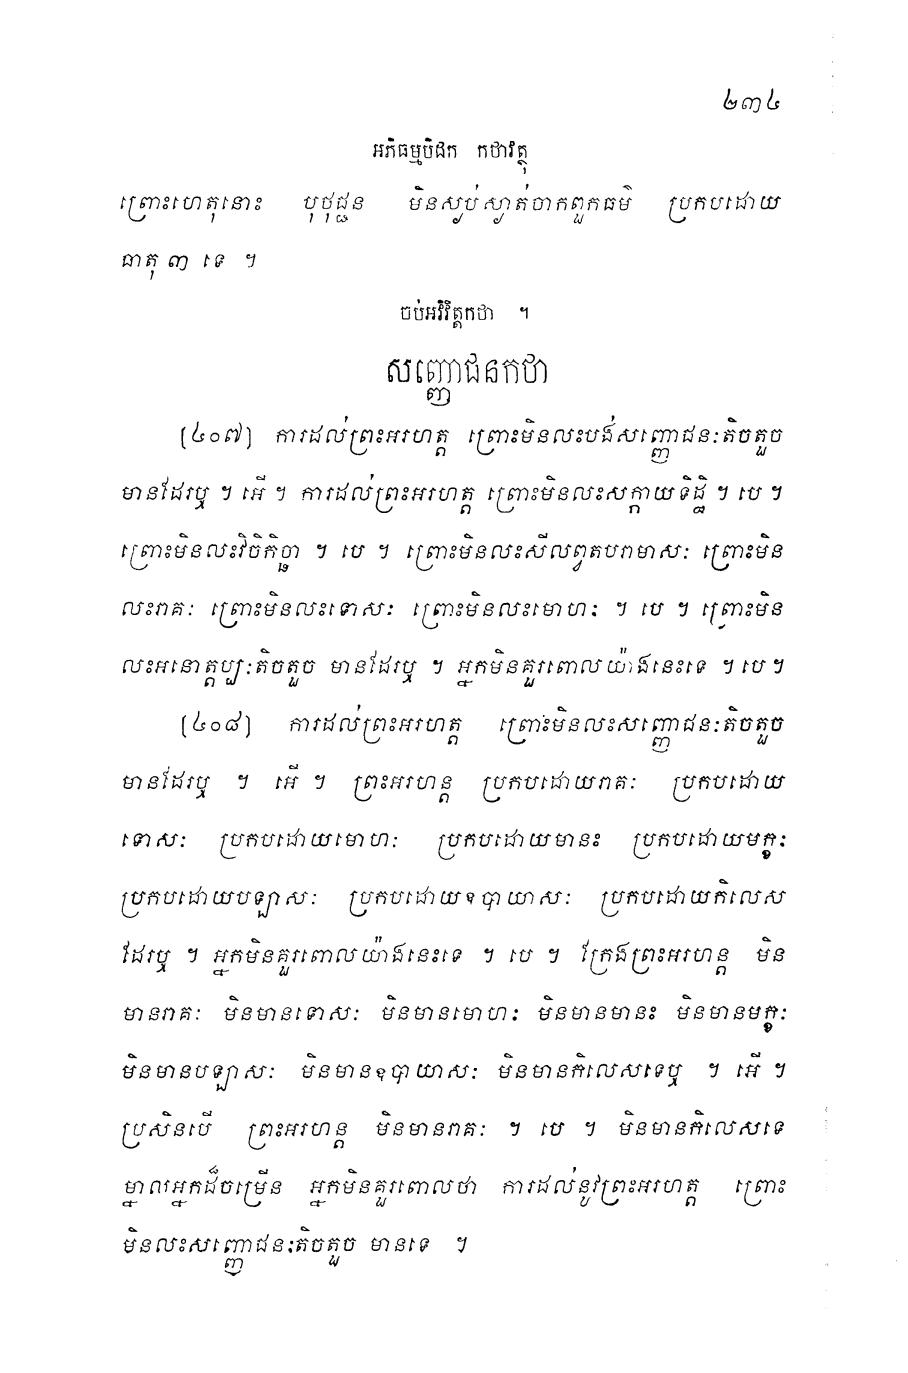 ២៣៤
អភិធម្មបិដក កថាវត្ថុ
ព្រោះហេតុនោះ បុថុជ្ជន មិនស្ងប់ស្ងាត់ចាកពួកធម៌ ប្រកបដោយ
ធាតុ ៣ ទេ ។
ចប់អវិវិត្តកថា ។
សញ្ញោជនកថា
[៤០៧] ការដល់ព្រះអរហត្ត ព្រោះមិនលះបង់សញ្ញោជនៈតិចតួច
មានដែរឬ ។ អើ ។ ការដល់ព្រះអរហត្ត ព្រោះមិនលះសក្កាយទិដ្ឋិ ។ បេ ។
ព្រោះមិនលះវិចិកិច្ឆា ។ បេ ។ ព្រោះមិនលះសីលព្វតបរាមាសៈ ព្រោះមិន
លះរាគៈ ព្រោះមិនលះទោសៈ ព្រោះមិនលះមោហៈ ។ បេ ។ ព្រោះមិន
លះអនោត្តប្បៈតិចតួច មានដែរឬ ។ អ្នកមិនគួរពោលយ៉ាងនេះទេ ។ បេ ។
[៤០៨] ការដល់ព្រះអរហត្ត ព្រោះមិនលះសញ្ញោជនៈតិចតួច
មានដែរឬ ។ អើ ។ ព្រះអរហន្ត ប្រកបដោយរាគៈ ប្រកបដោយ
ទោសៈ ប្រកបដោយមោហៈ ប្រកបដោយមានះ ប្រកបដោយមក្ខៈ
ប្រកបដោយបឡាសៈ ប្រកបដោយឧបាយាសៈ ប្រកបដោយកិលេស
ដែរឬ ។ អ្នកមិនគួរពោលយ៉ាងនេះទេ ។ បេ ។ ក្រែងព្រះអរហន្ត មិន
មានរាគៈ មិនមានទោសៈ មិនមានមោហៈ មិនមានមានះ មិនមានមក្ខៈ
មិនមានបឡាសៈ មិនមានឧបាយាសៈ មិនមានកិលេសទេឬ ។ អើ ។
ប្រសិនបើ ព្រះអរហន្ត មិនមានរាគៈ ។ បេ ។ មិនមានកិលេសទេ
ម្នាលអ្នកដ៏ចម្រើន អ្នកមិនគួរពោលថា ការដល់នូវព្រះអរហត្ត ព្រោះ
មិនលះសញ្ញោជនៈតិចតួច មានទេ ។